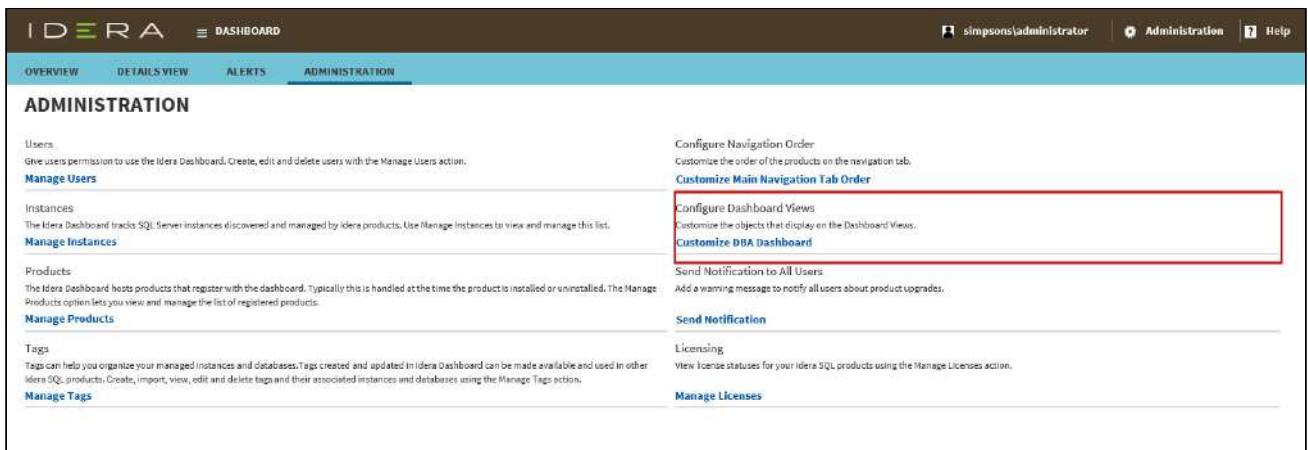 IDERA
DASHBOARD
simpsons\administrator
Administration
Help
OVERVIEW
DETAILS VIEW
ALERTS
ADMINISTRATION
ADMINISTRATION
Users
Give users permission to use the Idera Dashboard. Create, edit and delete users with the Manage Users action.
Manage Users
Instances
The Idera Dashboard tracks SQL Server instances discovered and managed by Idera products. Use Manage Instances to view and manage this list.
Manage Instances
Products
The Idera Dashboard hosts products that register with the dashboard. Typically this is handled at the time the product is installed or uninstalled. The Manage
Products option lets you view and manage the list of registered products.
Manage Products
Tags
Tags can help you organize your managed instances and databases.Tags created and updated in Idera Dashboard can be made available and used in other
Idera SQL products. Create, import, view, edit and delete tags and their associated instances and databases using the Manage Tags action.
Manage Tags
Configure Navigation Order
Customize the order of the products on the navigation tab.
Customize Main Navigation Tab Order
Configure Dashboard Views
Customize the objects that display on the Dashboard Views.
Customize DBA Dashboard
Send Notification to All Users
Add a warning message to notify all users about product upgrades.
Send Notification
Licensing
View license statuses for your Idera SQL products using the Manage Licenses action.
Manage Licenses